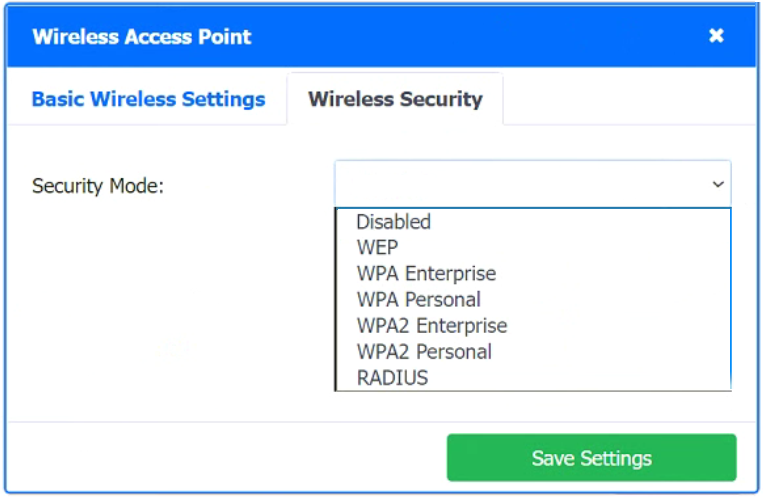 Wireless Access Point ✖
Basic Wireless Settings Wireless Security
Security Mode:
Disabled
WEP
WPA Enterprise
WPA Personal
WPA2 Enterprise
WPA2 Personal
RADIUS
Save Settings